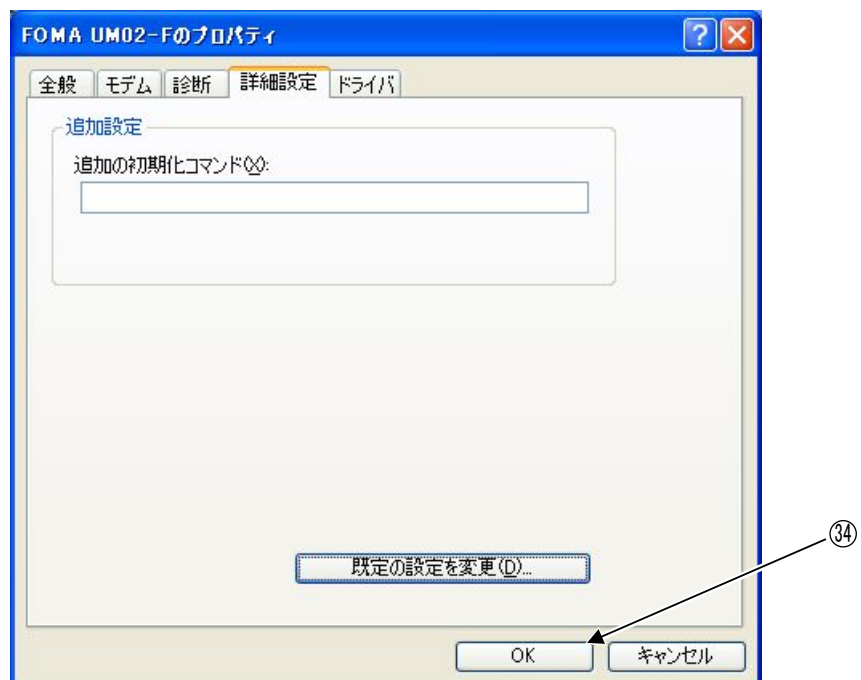 FOMA UM02-Fのプロパティ
全般 モデム 診断 詳細設定 ドライバ
追加設定
追加の初期化コマンド(X):
既定の設定を変更(D)...
㉞
OK キャンセル